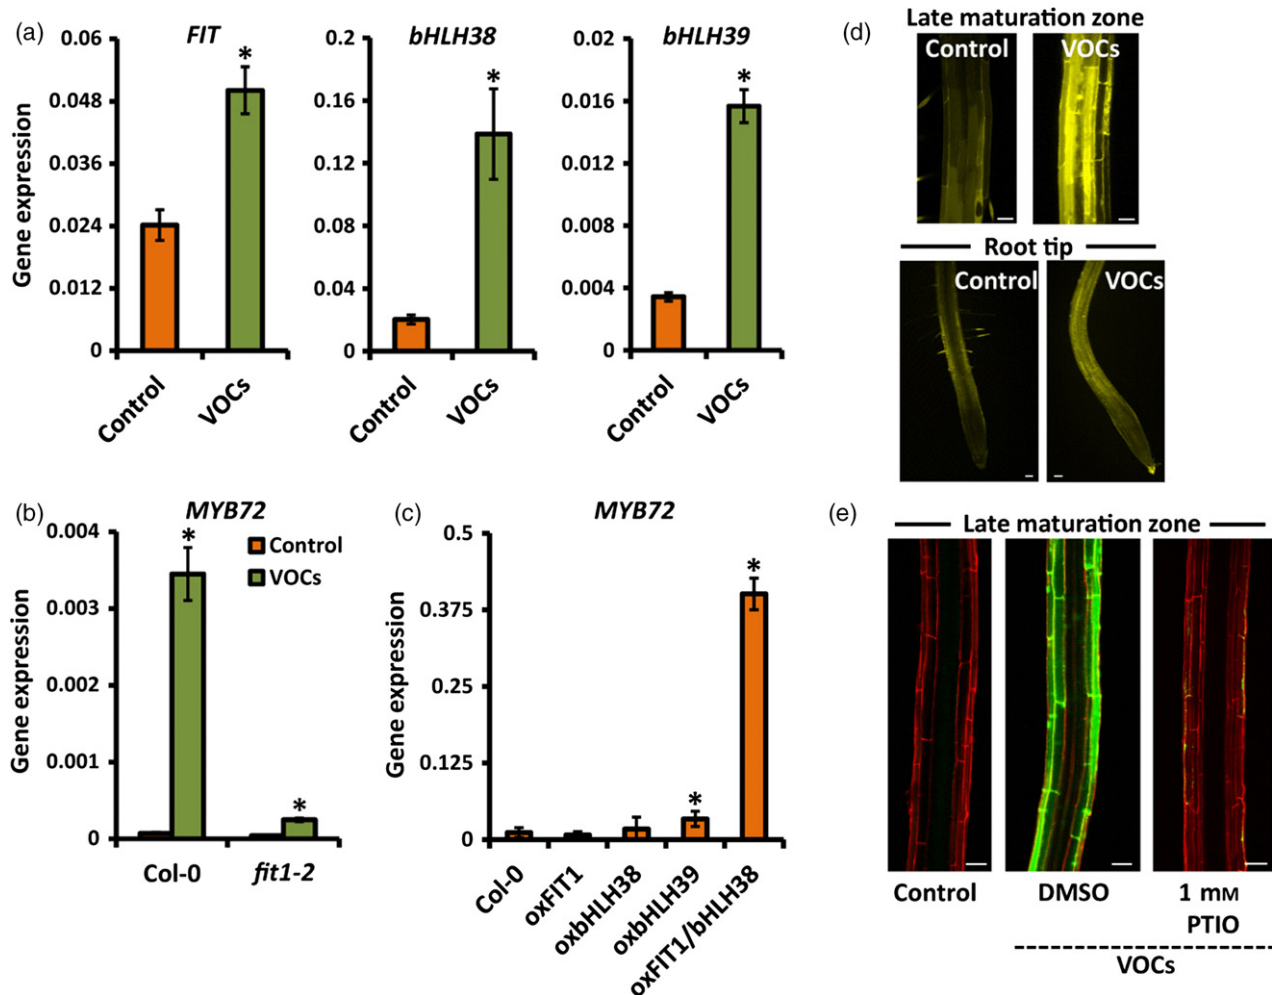 (a)
FIT
bHLH38
bHLH39
Gene expression
0.06
0.048
0.036
0.024
0.012
0
0.2
0.16
0.12
0.08
0.04
0
0.02
0.016
0.012
0.008
0.004
0
*
*
*
Control
VOCs
Control
VOCs
Control
VOCs
(b)
MYB72
Gene expression
0.004
0.003
0.002
0.001
0
*
*
Control
VOCs
Col-0
fit1-2
(c)
MYB72
Gene expression
0.5
0.375
0.25
0.125
0
*
*
Col-0
oxFIT1
oxbHLH38
oxbHLH39
oxFIT1/bHLH38
(d)
Late maturation zone
Control
VOCs
Root tip
Control
VOCs
(e)
Late maturation zone
Control
DMSO
1 mM
PTIO
VOCs